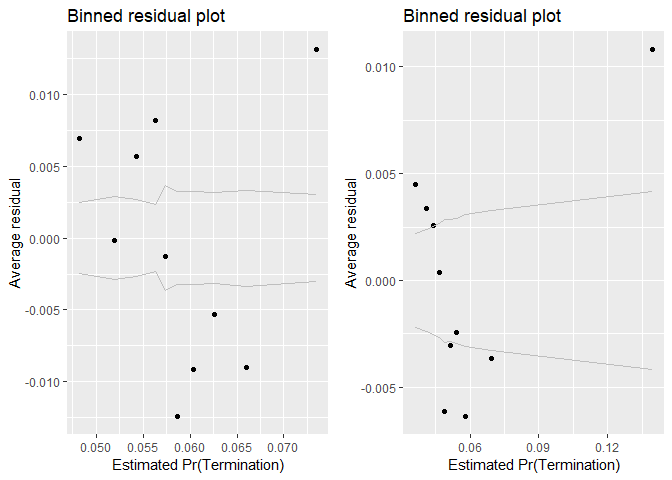 Binned residual plot
0.010
0.005
0.000
-0.005
-0.010
Average residual
0.050 0.055 0.060 0.065 0.070
Estimated Pr(Termination)
Binned residual plot
0.010
0.005
0.000
-0.005
Average residual
0.06 0.09 0.12
Estimated Pr(Termination)